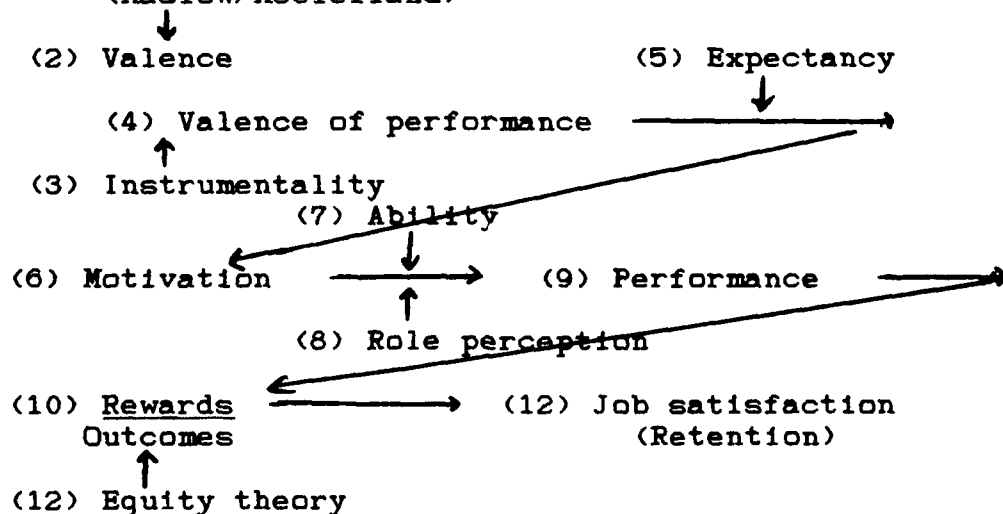 (2) Valence
(5) Expectancy
(4) Valence of performance
(3) Instrumentality
(7) Ability
(6) Motivation
(9) Performance
(8) Role perception
(10) Rewards
Outcomes
(12) Job satisfaction
(Retention)
(12) Equity theory